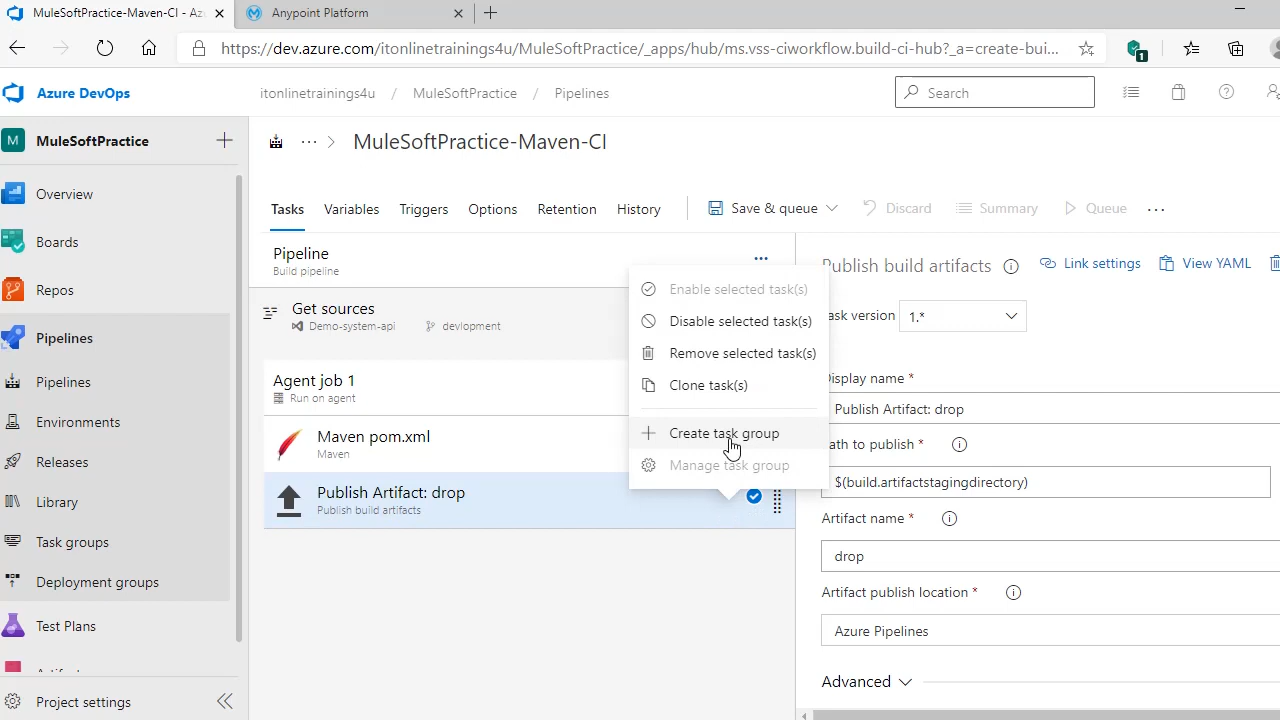 MuleSoftPractice-Maven-CI - Az
Anypoint Platform
https://dev.azure.com/itonlinetrainings4u/MuleSoftPractice/_apps/hub/ms.vss-ciworkflow.build-ci-hub?_a=create-bui...
1
Azure DevOps
itonlinetrainings4u / MuleSoftPractice / Pipelines
Search
M MuleSoftPractice
... > MuleSoftPractice-Maven-CI
Overview
Boards
Repos
Pipelines
Pipelines
Environments
Releases
Library
Task groups
Deployment groups
Test Plans
Project settings
Tasks Variables Triggers Options Retention History Save & queue Discard Summary Queue ...
Pipeline
Build pipeline
Get sources
Demo-system-api devlopment
Agent job 1
Run on agent
Maven pom.xml
Maven
Publish Artifact: drop
Publish build artifacts
Enable selected task(s)
Disable selected task(s)
Remove selected task(s)
Clone task(s)
Create task group
Manage task group
Publish build artifacts Link settings View YAML
ask version 1.*
Display name *
Publish Artifact: drop
ath to publish *
$(build.artifactstagingdirectory)
Artifact name *
drop
Artifact publish location *
Azure Pipelines
Advanced